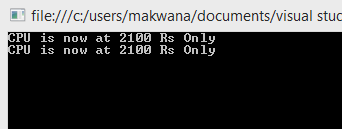 file:///c:/users/makwana/documents/visual stud
CPU is now at 2100 Rs Only
CPU is now at 2100 Rs Only